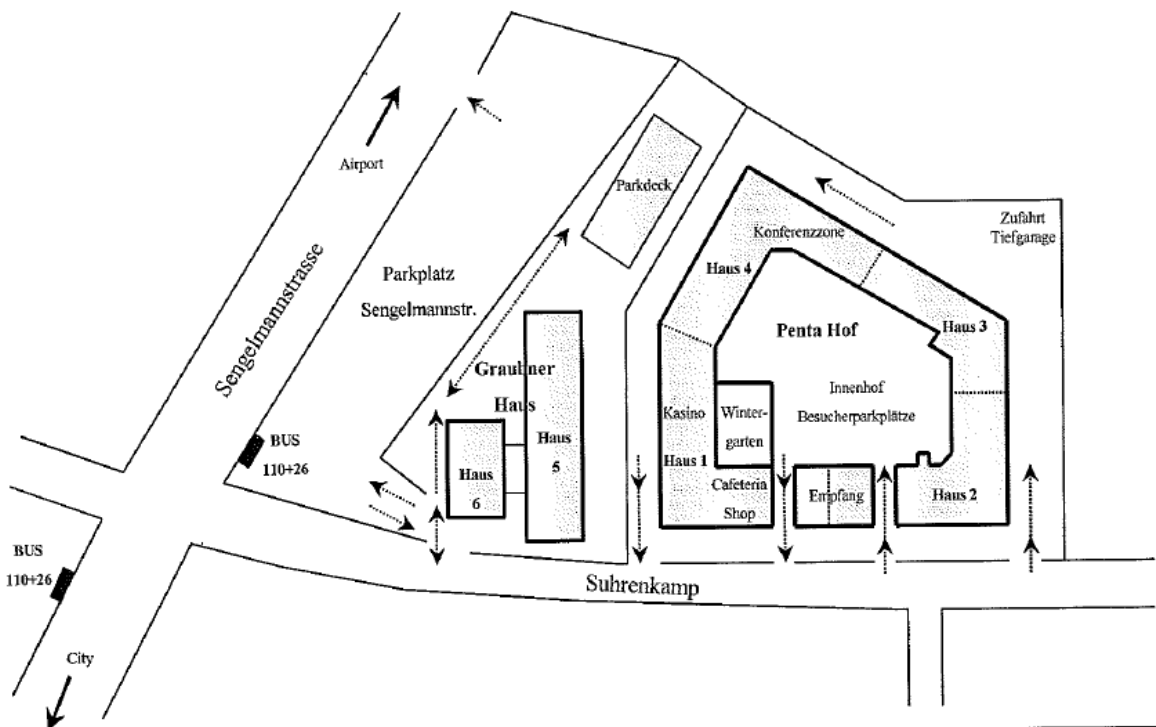 Airport
Sengelmannstrasse
Parkplatz
Sengelmannstr.
Parkdeck
Zufahrt
Tiefgarage
Konferenzzone
Haus 4
Haus 3
Penta Hof
Innenhof
Besucherparkplätze
Graubner
Haus
Haus
5
Haus
6
Kasino
Winter-
garten
Haus 1
Cafeteria
Shop
Empfang
Haus 2
BUS
110+26
BUS
110+26
Suhrenkamp
City